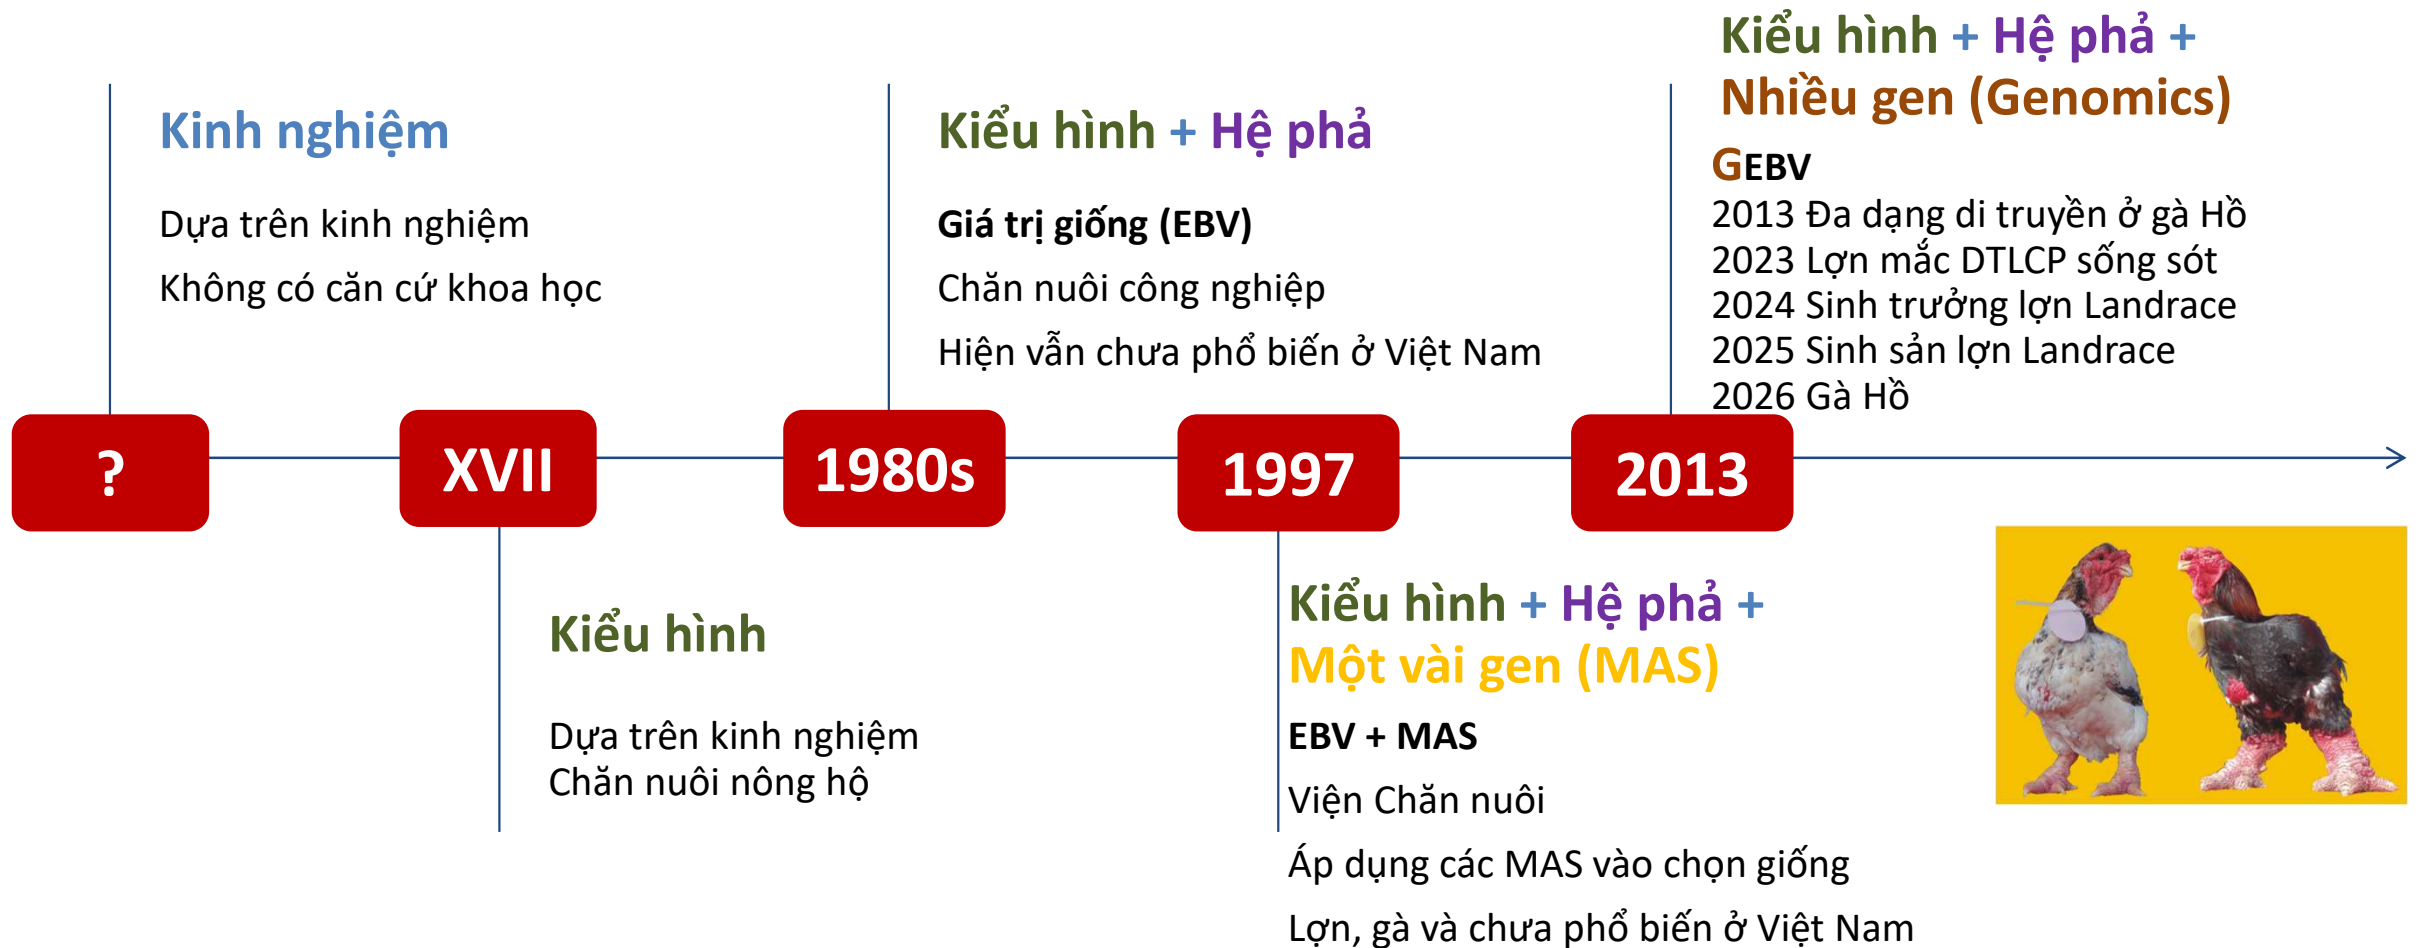 ?
Kinh nghiệm
Dựa trên kinh nghiệm
Không có căn cứ khoa học
XVII
Kiểu hình
Dựa trên kinh nghiệm
Chăn nuôi nông hộ
1980s
Kiểu hình + Hệ phả
Giá trị giống (EBV)
Chăn nuôi công nghiệp
Hiện vẫn chưa phổ biến ở Việt Nam
1997
Kiểu hình + Hệ phả +
Một vài gen (MAS)
EBV + MAS
Viện Chăn nuôi
Áp dụng các MAS vào chọn giống
Lợn, gà và chưa phổ biến ở Việt Nam
2013
Kiểu hình + Hệ phả +
Nhiều gen (Genomics)
GEBV
2013 Đa dạng di truyền ở gà Hồ
2023 Lợn mắc DTLCP sống sót
2024 Sinh trưởng lợn Landrace
2025 Sinh sản lợn Landrace
2026 Gà Hồ